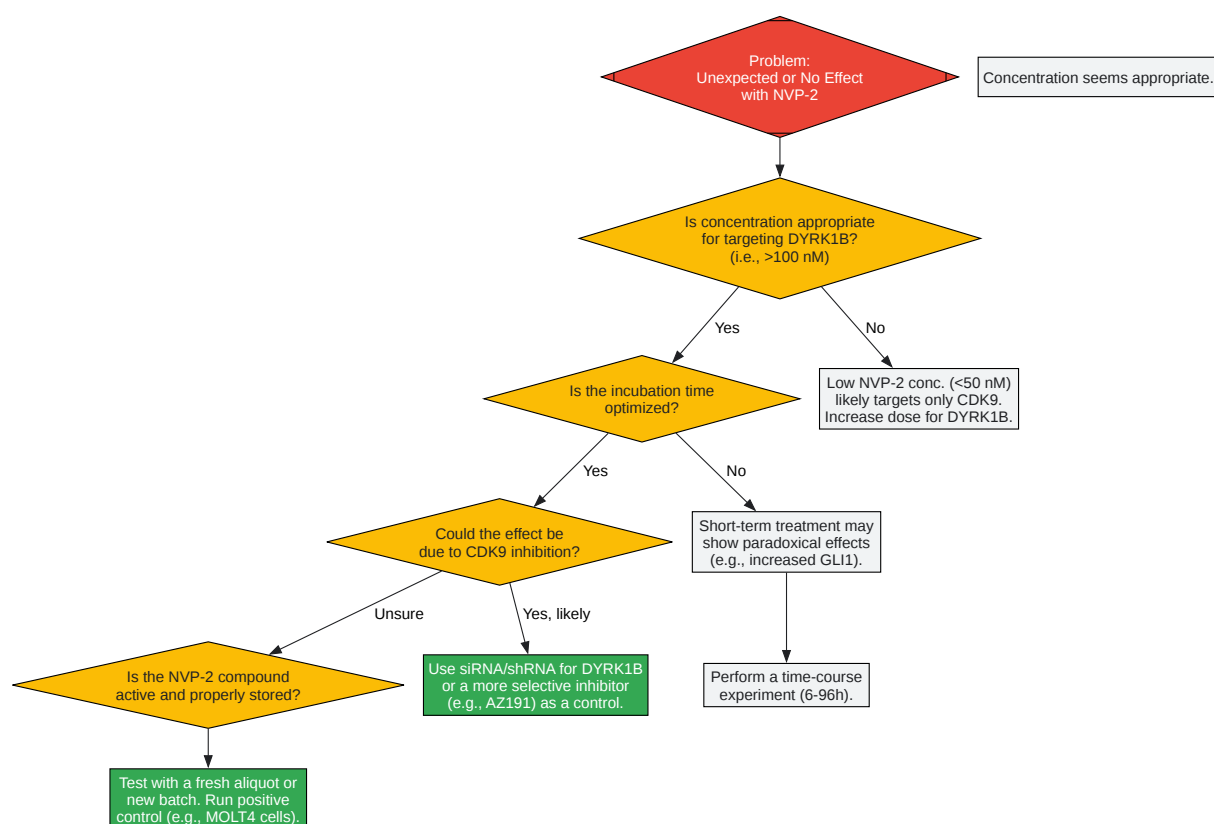 Problem:
Unexpected or No Effect
with NVP-2
Concentration seems appropriate.
Is concentration appropriate
for targeting DYRK1B?
(i.e., >100 nM)
Yes
No
Is the incubation time
optimized?
Low NVP-2 conc. (<50 nM)
likely targets only CDK9.
Increase dose for DYRK1B.
Yes
No
Could the effect be
due to CDK9 inhibition?
Short-term treatment may
show paradoxical effects
(e.g., increased GLI1).
Unsure
Yes, likely
Is the NVP-2 compound
active and properly stored?
Use siRNA/shRNA for DYRK1B
or a more selective inhibitor
(e.g., AZ191) as a control.
Perform a time-course
experiment (6-96h).
Test with a fresh aliquot or
new batch. Run positive
control (e.g., MOLT4 cells).